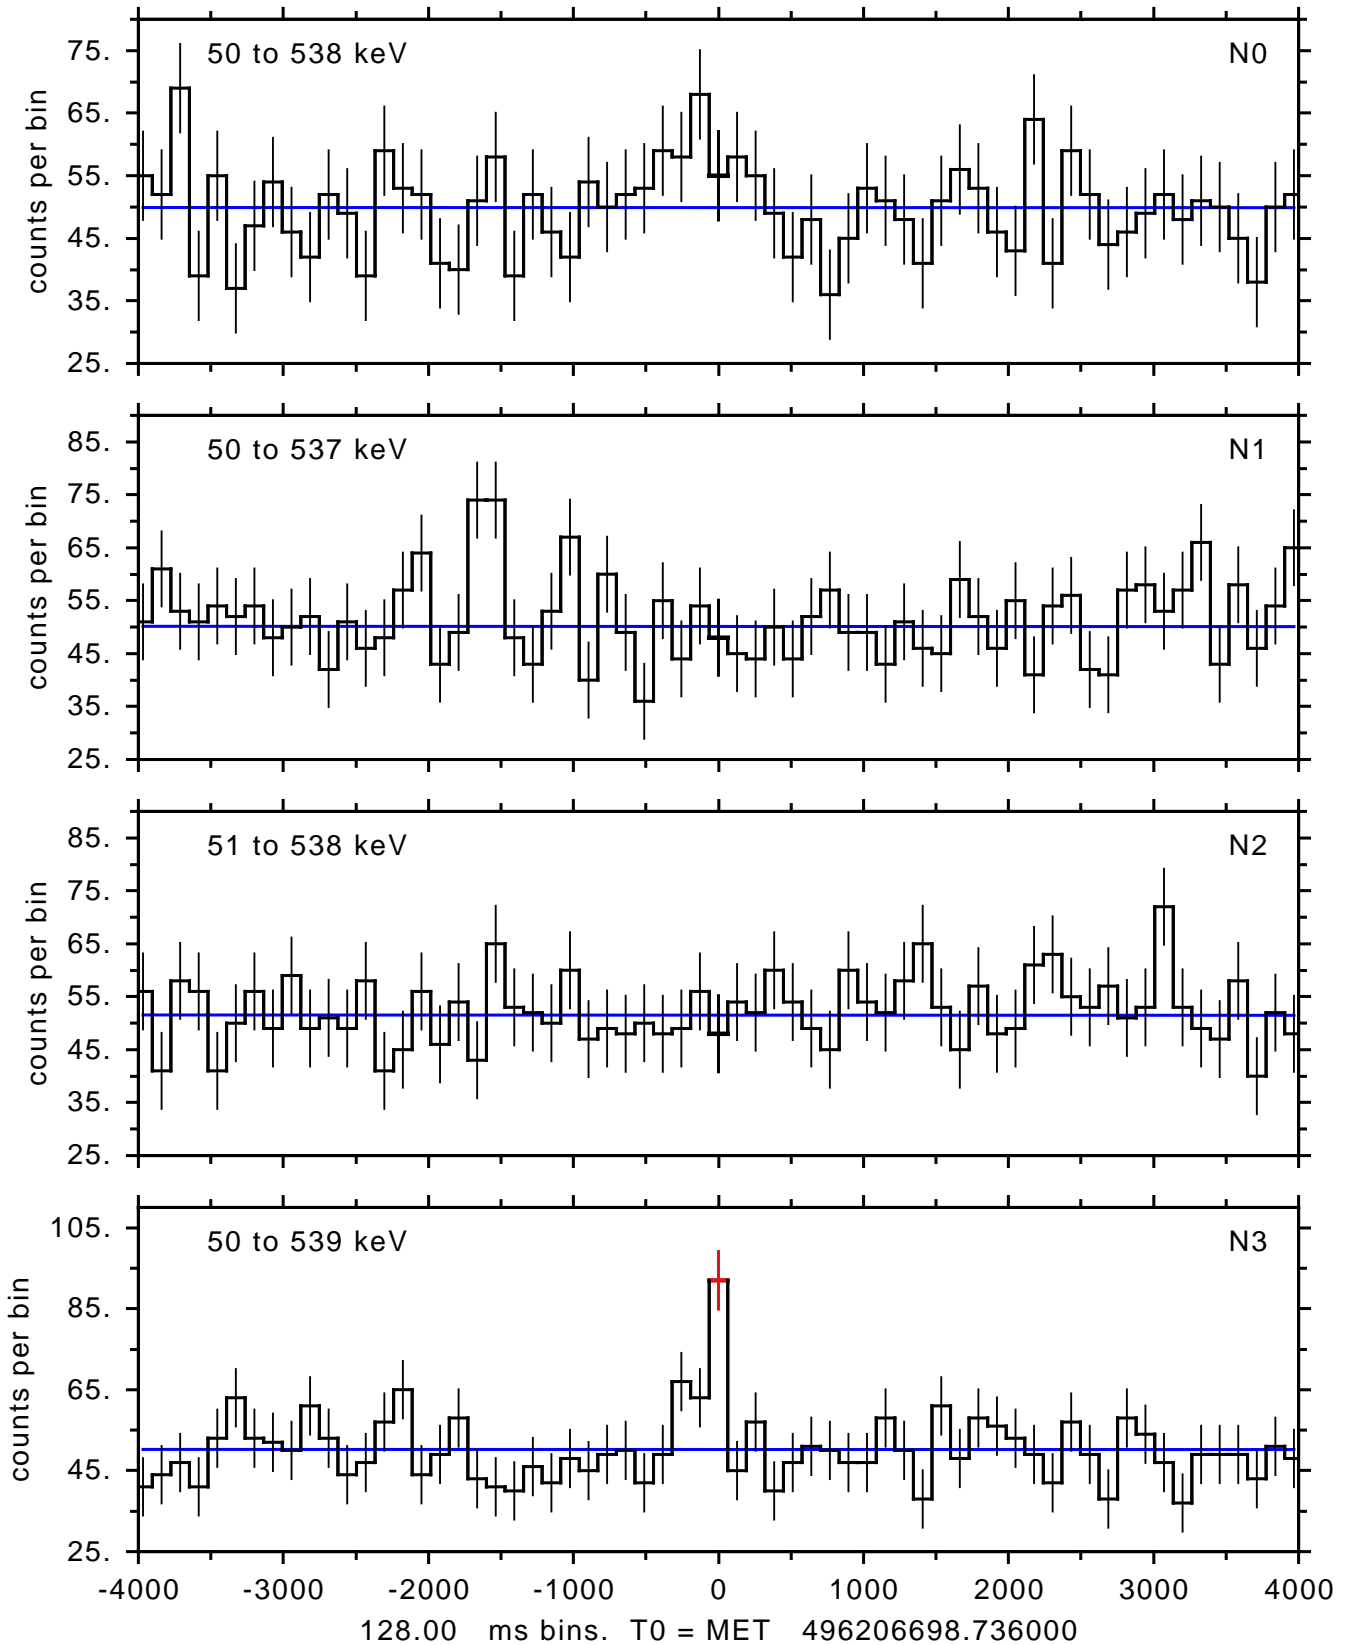 50 to 538 keV N0
counts per bin
75.
65.
55.
45.
35.
25.
50 to 537 keV N1
counts per bin
85.
75.
65.
55.
45.
35.
25.
51 to 538 keV N2
counts per bin
85.
75.
65.
55.
45.
35.
25.
50 to 539 keV N3
counts per bin
105.
85.
65.
45.
25.
-4000 -3000 -2000 -1000 0 1000 2000 3000 4000
128.00 ms bins. T0 = MET 496206698.736000